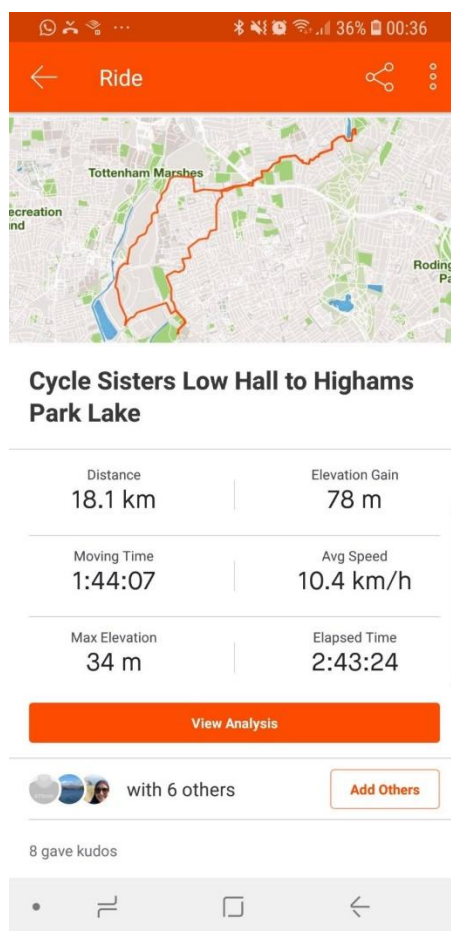 36% 00:36
Ride
Tottenham Marshes
ecreation
nd
Roding
Pa
Cycle Sisters Low Hall to Highams
Park Lake
Distance
18.1 km
Elevation Gain
78 m
Moving Time
1:44:07
Avg Speed
10.4 km/h
Max Elevation
34 m
Elapsed Time
2:43:24
View Analysis
with 6 others
Add Others
8 gave kudos